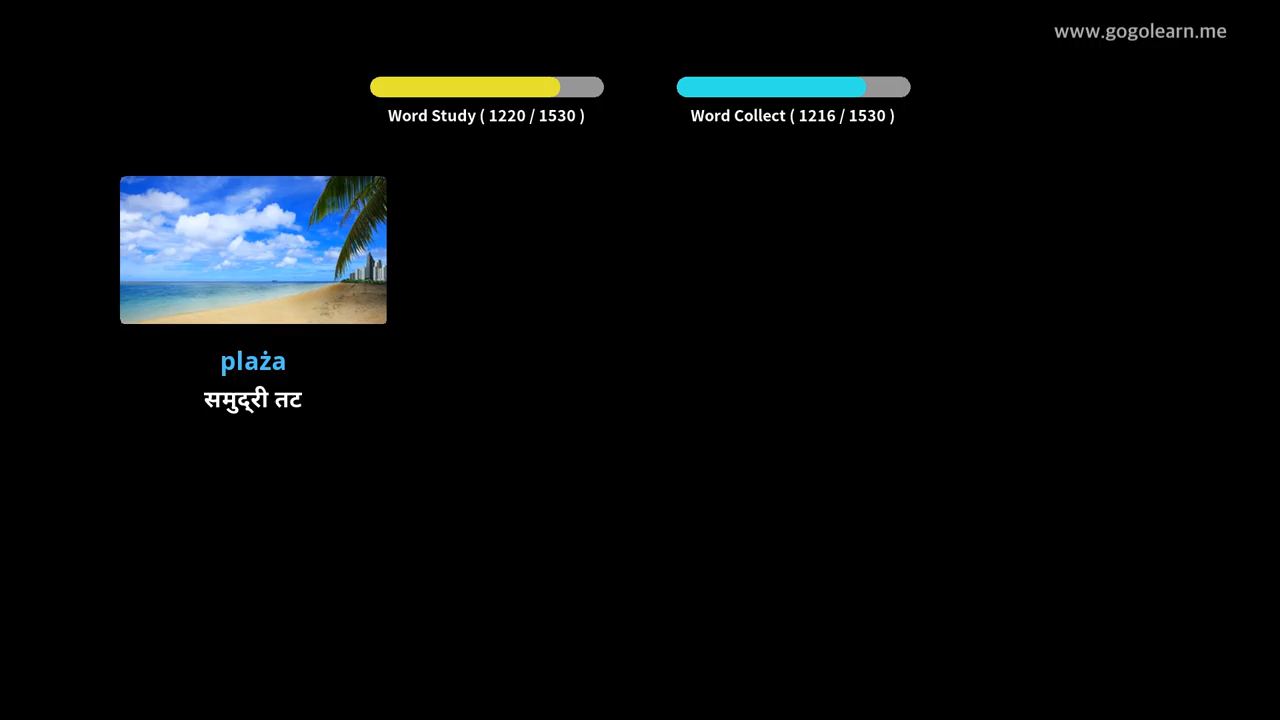 www.gogolearn.me
Word Study ( 1220 / 1530 )
Word Collect ( 1216 / 1530 )
plaża
समुद्री तट